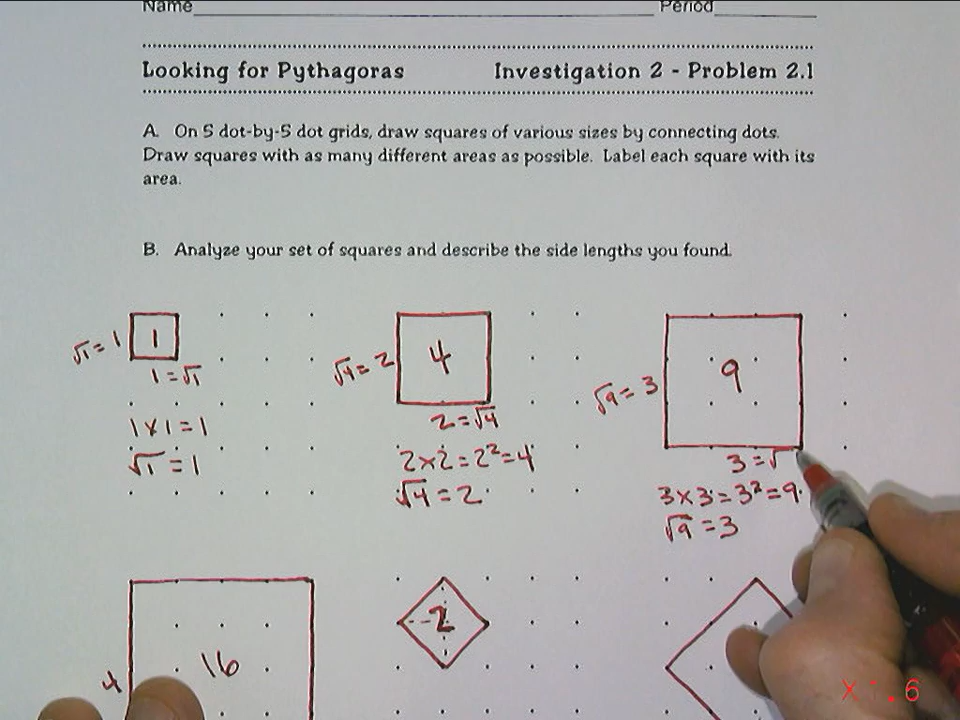 Name Period
Looking for Pythagoras Investigation 2 - Problem 2.1
A. On 5 dot-by-5 dot grids, draw squares of various sizes by connecting dots.
Draw squares with as many different areas as possible. Label each square with its
area.
B. Analyze your set of squares and describe the side lengths you found.
√1 = 1 1
1 = √1
1 x 1 = 1
√1 = 1
√4 = 2 4
2 = √4
2 x 2 = 2² = 4
√4 = 2
√9 = 3 9
3 = √
3 x 3 = 3² = 9
√9 = 3
4 16
2